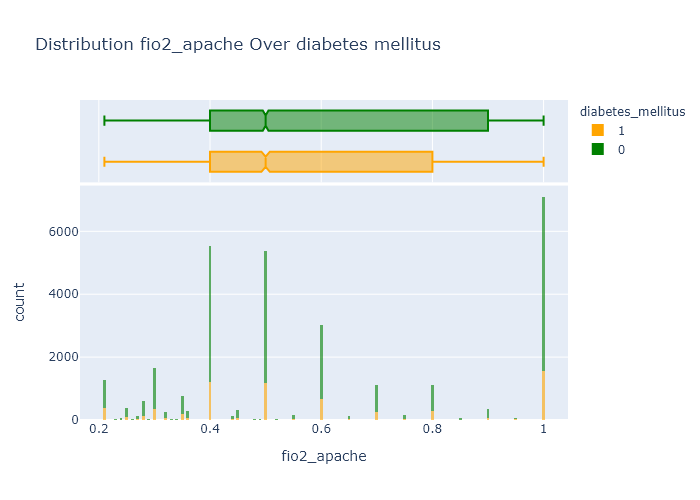 Distribution fio2_apache Over diabetes mellitus
diabetes_mellitus
1
0
6000
4000
2000
0
count
0.2 0.4 0.6 0.8 1
fio2_apache